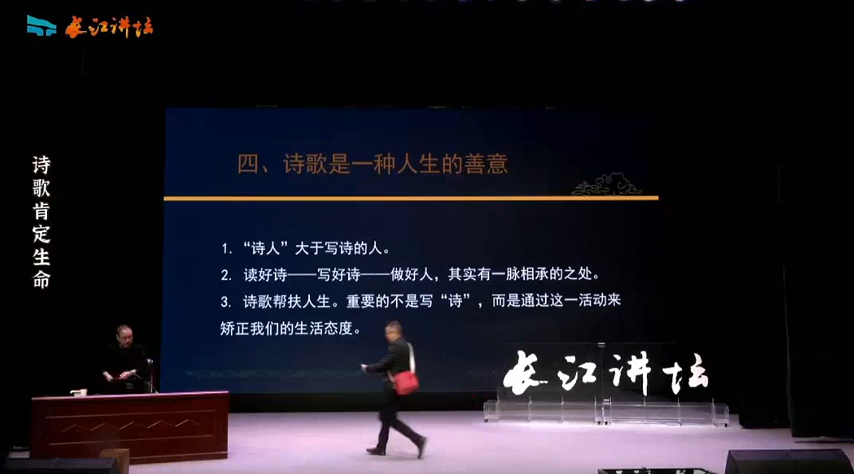 长江讲坛
诗歌肯定生命
四、诗歌是一种人生的善意
1. “诗人”大于写诗的人。
2. 读好诗——写好诗——做好人，其实有一脉相承的之处。
3. 诗歌帮扶人生。重要的不是写“诗”，而是通过这一活动来
矫正我们的生活态度。
长江讲坛